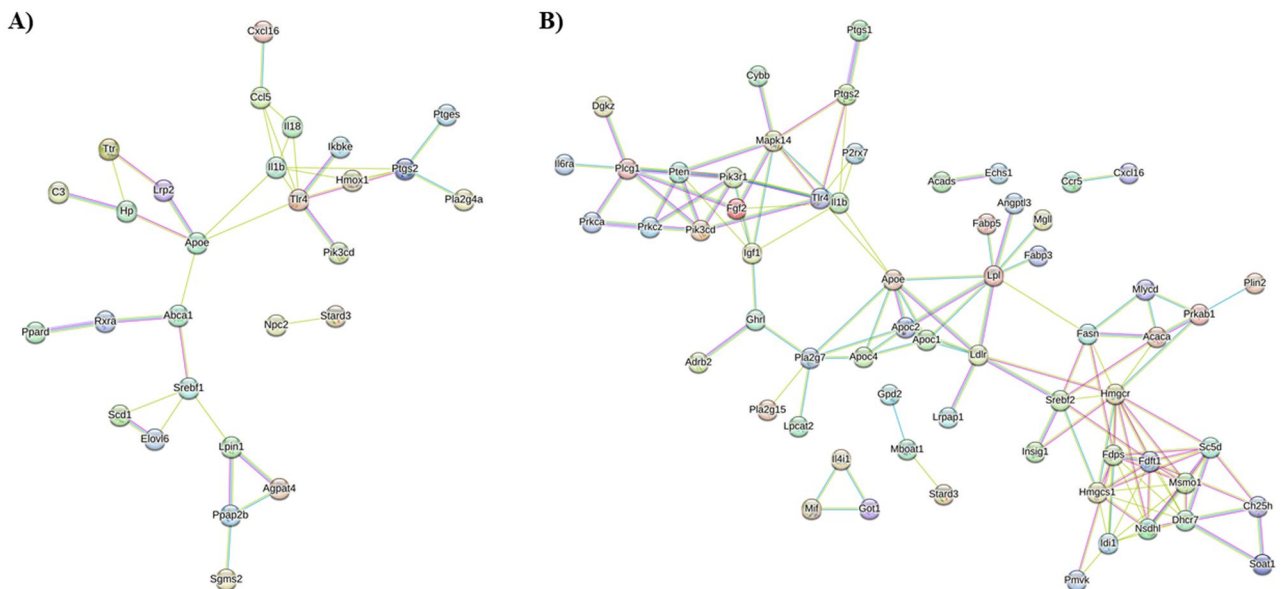 A)
Cxcl16
Ccl5
Il18
Ptges
Ttr
Ikbke
Il1b
Ptgs2
Hmox1
C3
Lrp2
Tlr4
Pla2g4a
Hp
Apoe
Pik3cd
Abca1
Rxra
Ppard
Npc2
Stard3
Srebf1
Scd1
Elovl6
Lpin1
Agpat4
Ppap2b
Sgms2
B)
Ptgs1
Cybb
Ptgs2
Dgkz
Mapk14
P2rx7
Il6ra
Plcg1
Pten
Pik3r1
Tlr4
Il1b
Fgf2
Prkca
Prkcz
Pik3cd
Igf1
Acads
Echs1
Ccr5
Cxcl16
Angptl3
Fabp5
Mgll
Fabp3
Apoe
Lpl
Mlycd
Plin2
Prkab1
Ghrl
Apoc2
Apoc1
Fasn
Acaca
Adrb2
Pla2g7
Apoc4
Ldlr
Gpd2
Srebf2
Hmgcr
Pla2g15
Lpcat2
Lrpap1
Mboat1
Insig1
Fdps
Fdft1
Sc5d
Il4i1
Stard3
Hmgcs1
Msmo1
Mif
Got1
Ch25h
Nsdhl
Dhcr7
Idi1
Soat1
Pmvk